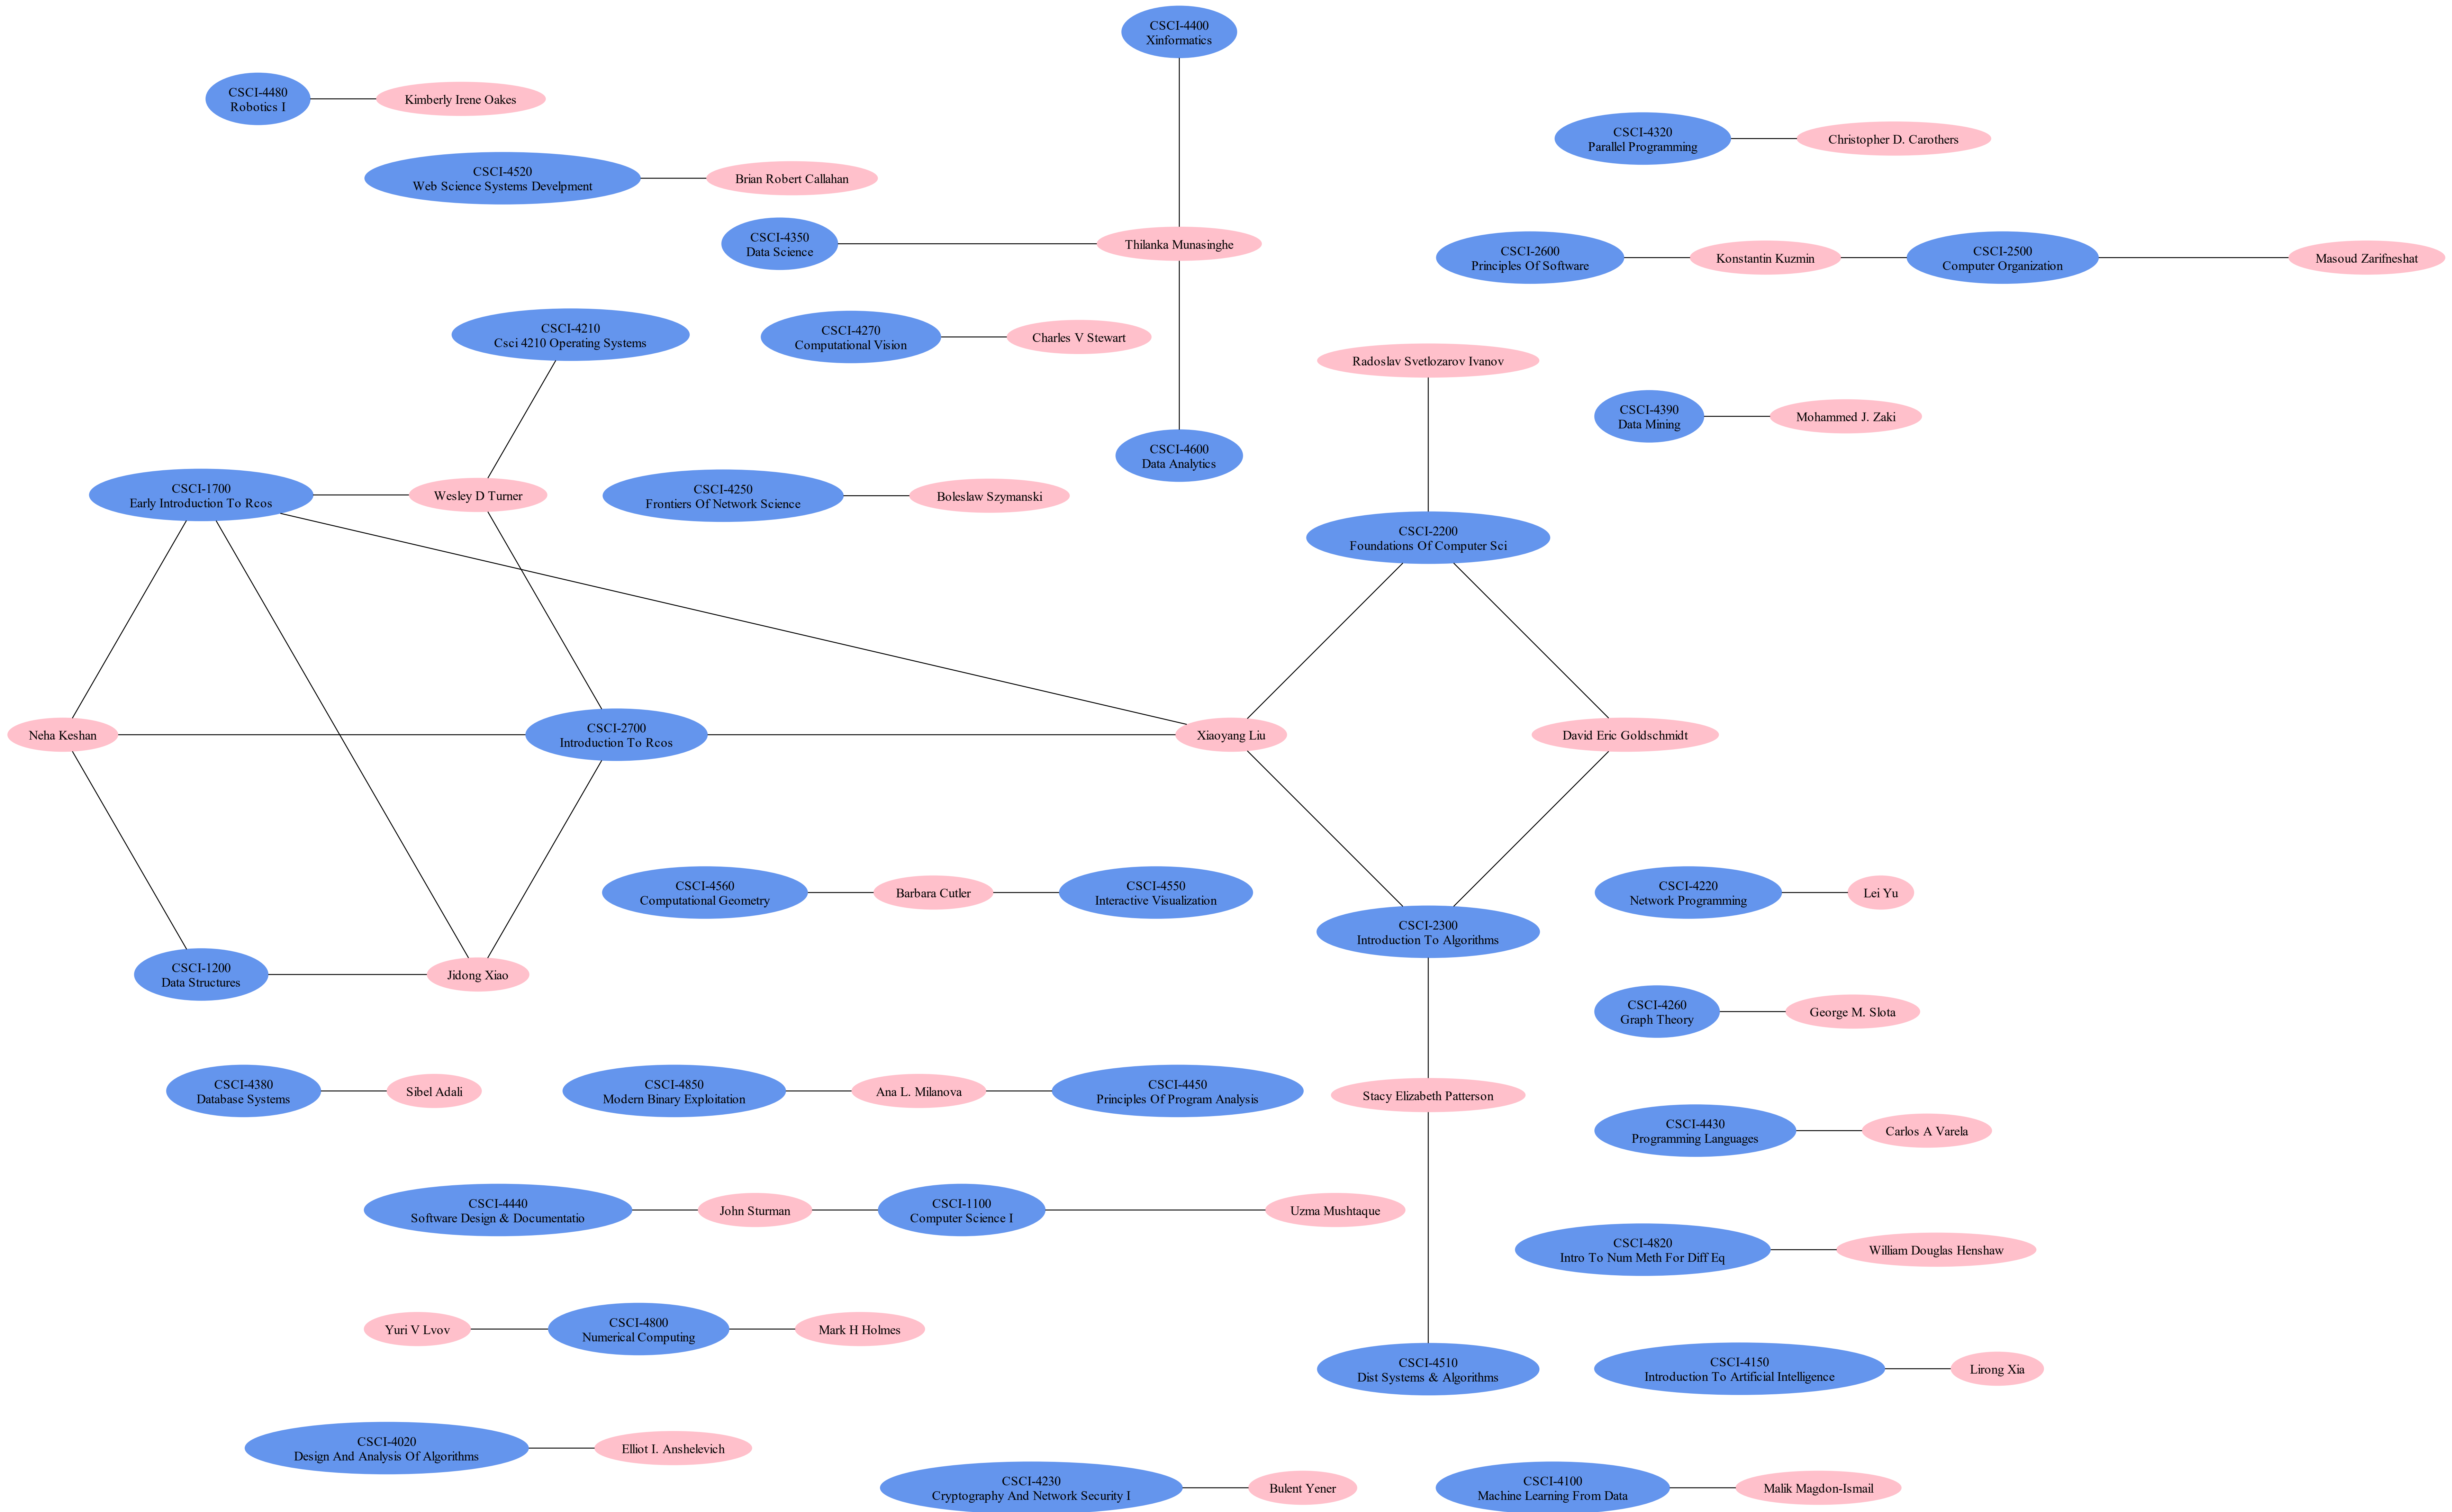 CSCI-4400
Xinformatics
CSCI-4480
Robotics I
Kimberly Irene Oakes
CSCI-4320
Parallel Programming
Christopher D. Carothers
CSCI-4520
Web Science Systems Develpment
Brian Robert Callahan
CSCI-4350
Data Science
Thilanka Munasinghe
CSCI-2600
Principles Of Software
Konstantin Kuzmin
CSCI-2500
Computer Organization
Masoud Zarifneshat
CSCI-4210
Csci 4210 Operating Systems
CSCI-4270
Computational Vision
Charles V Stewart
Radoslav Svetlozarov Ivanov
CSCI-4390
Data Mining
Mohammed J. Zaki
CSCI-4600
Data Analytics
CSCI-1700
Early Introduction To Rcos
Wesley D Turner
CSCI-4250
Frontiers Of Network Science
Boleslaw Szymanski
CSCI-2200
Foundations Of Computer Sci
Neha Keshan
CSCI-2700
Introduction To Rcos
Xiaoyang Liu
David Eric Goldschmidt
CSCI-4560
Computational Geometry
Barbara Cutler
CSCI-4550
Interactive Visualization
CSCI-4220
Network Programming
Lei Yu
CSCI-2300
Introduction To Algorithms
CSCI-1200
Data Structures
Jidong Xiao
CSCI-4260
Graph Theory
George M. Slota
CSCI-4380
Database Systems
Sibel Adali
CSCI-4850
Modern Binary Exploitation
Ana L. Milanova
CSCI-4450
Principles Of Program Analysis
Stacy Elizabeth Patterson
CSCI-4430
Programming Languages
Carlos A Varela
CSCI-4440
Software Design & Documentatio
John Sturman
CSCI-1100
Computer Science I
Uzma Mushtaque
CSCI-4820
Intro To Num Meth For Diff Eq
William Douglas Henshaw
Yuri V Lvov
CSCI-4800
Numerical Computing
Mark H Holmes
CSCI-4510
Dist Systems & Algorithms
CSCI-4150
Introduction To Artificial Intelligence
Lirong Xia
CSCI-4020
Design And Analysis Of Algorithms
Elliot I. Anshelevich
CSCI-4230
Cryptography And Network Security I
Bulent Yener
CSCI-4100
Machine Learning From Data
Malik Magdon-Ismail